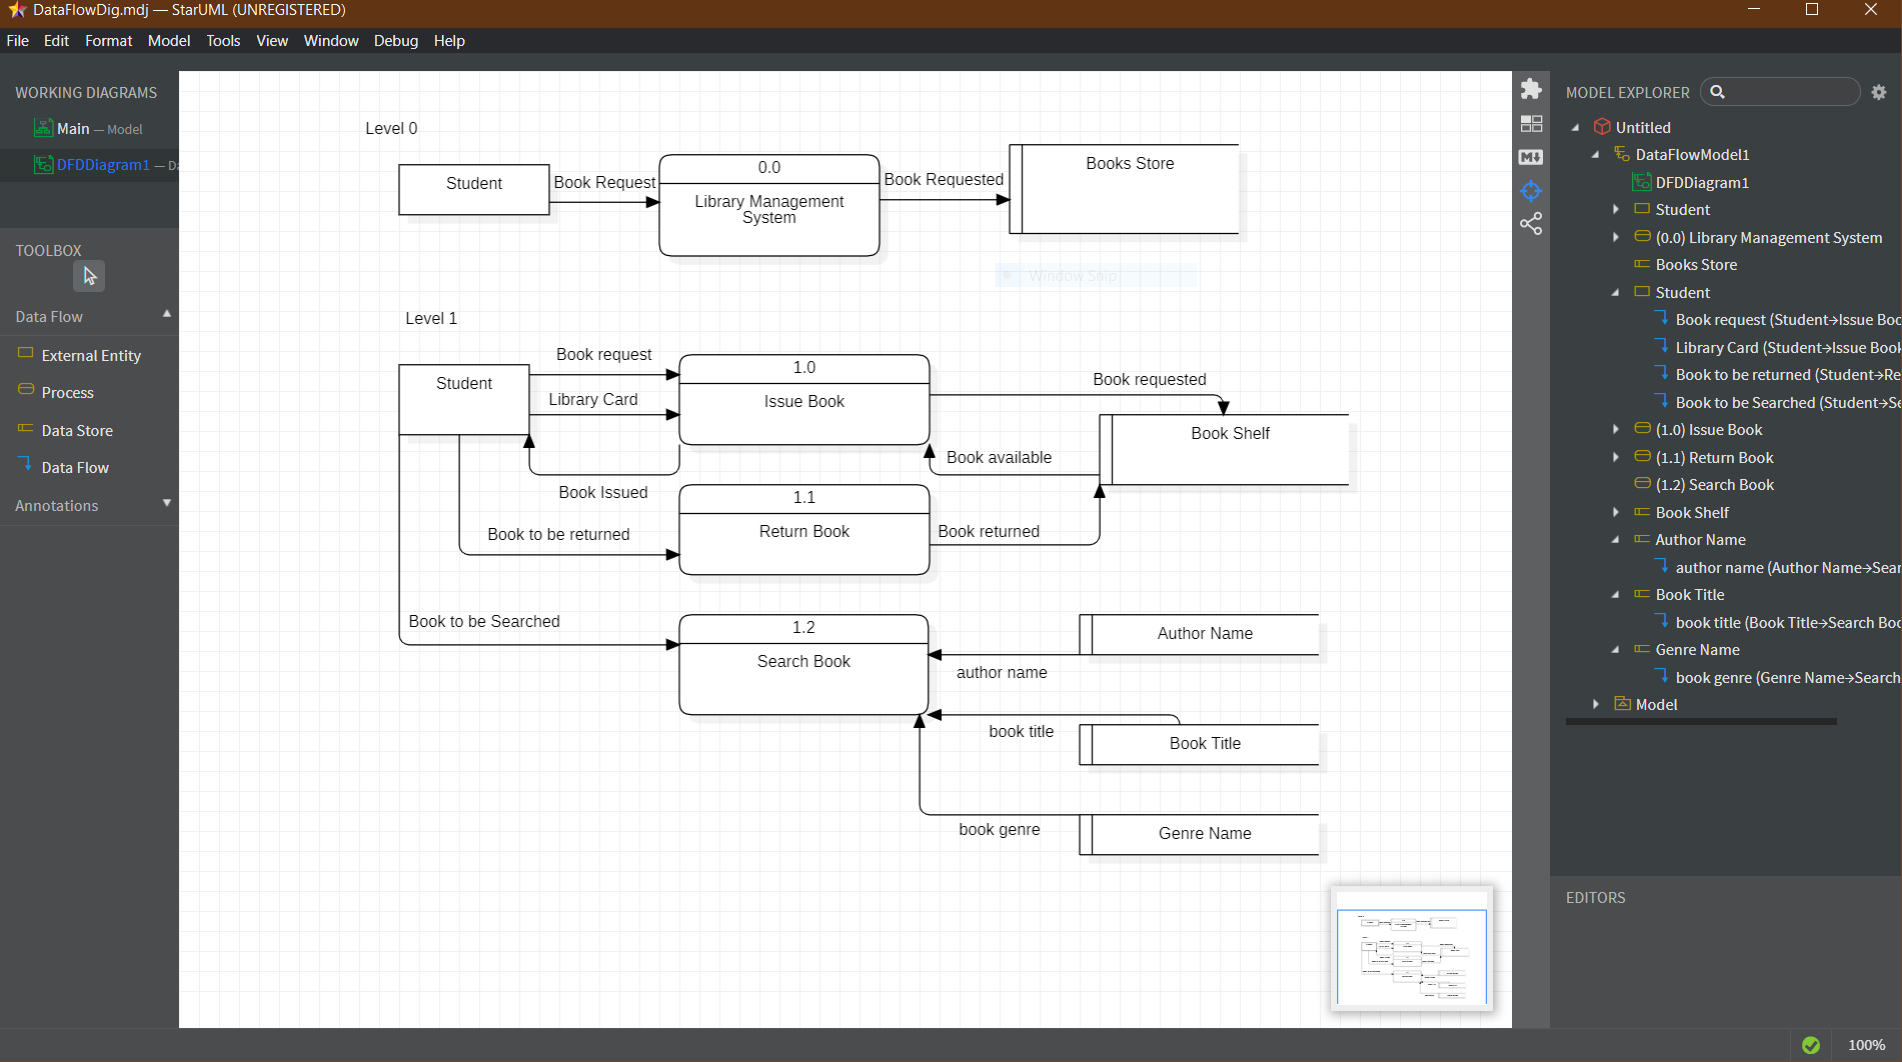 DataFlowDig.mdj — StarUML (UNREGISTERED)
File Edit Format Model Tools View Window Debug Help
WORKING DIAGRAMS
Main — Model
DFDDiagram1 — Da
TOOLBOX
Data Flow
External Entity
Process
Data Store
Data Flow
Annotations
Level 0
Student
Book Request
0.0
Library Management
System
Book Requested
Books Store
Window Snip
Level 1
Student
Book request
Library Card
Book Issued
1.0
Issue Book
Book requested
Book Shelf
Book available
1.1
Return Book
Book to be returned
Book returned
Book to be Searched
1.2
Search Book
Author Name
author name
book title
Book Title
book genre
Genre Name
MODEL EXPLORER
Untitled
DataFlowModel1
DFDDiagram1
Student
(0.0) Library Management System
Books Store
Student
Book request (Student→Issue Boo
Library Card (Student→Issue Book
Book to be returned (Student→Re
Book to be Searched (Student→Se
(1.0) Issue Book
(1.1) Return Book
(1.2) Search Book
Book Shelf
Author Name
author name (Author Name→Sear
Book Title
book title (Book Title→Search Boo
Genre Name
book genre (Genre Name→Search
Model
EDITORS
100%